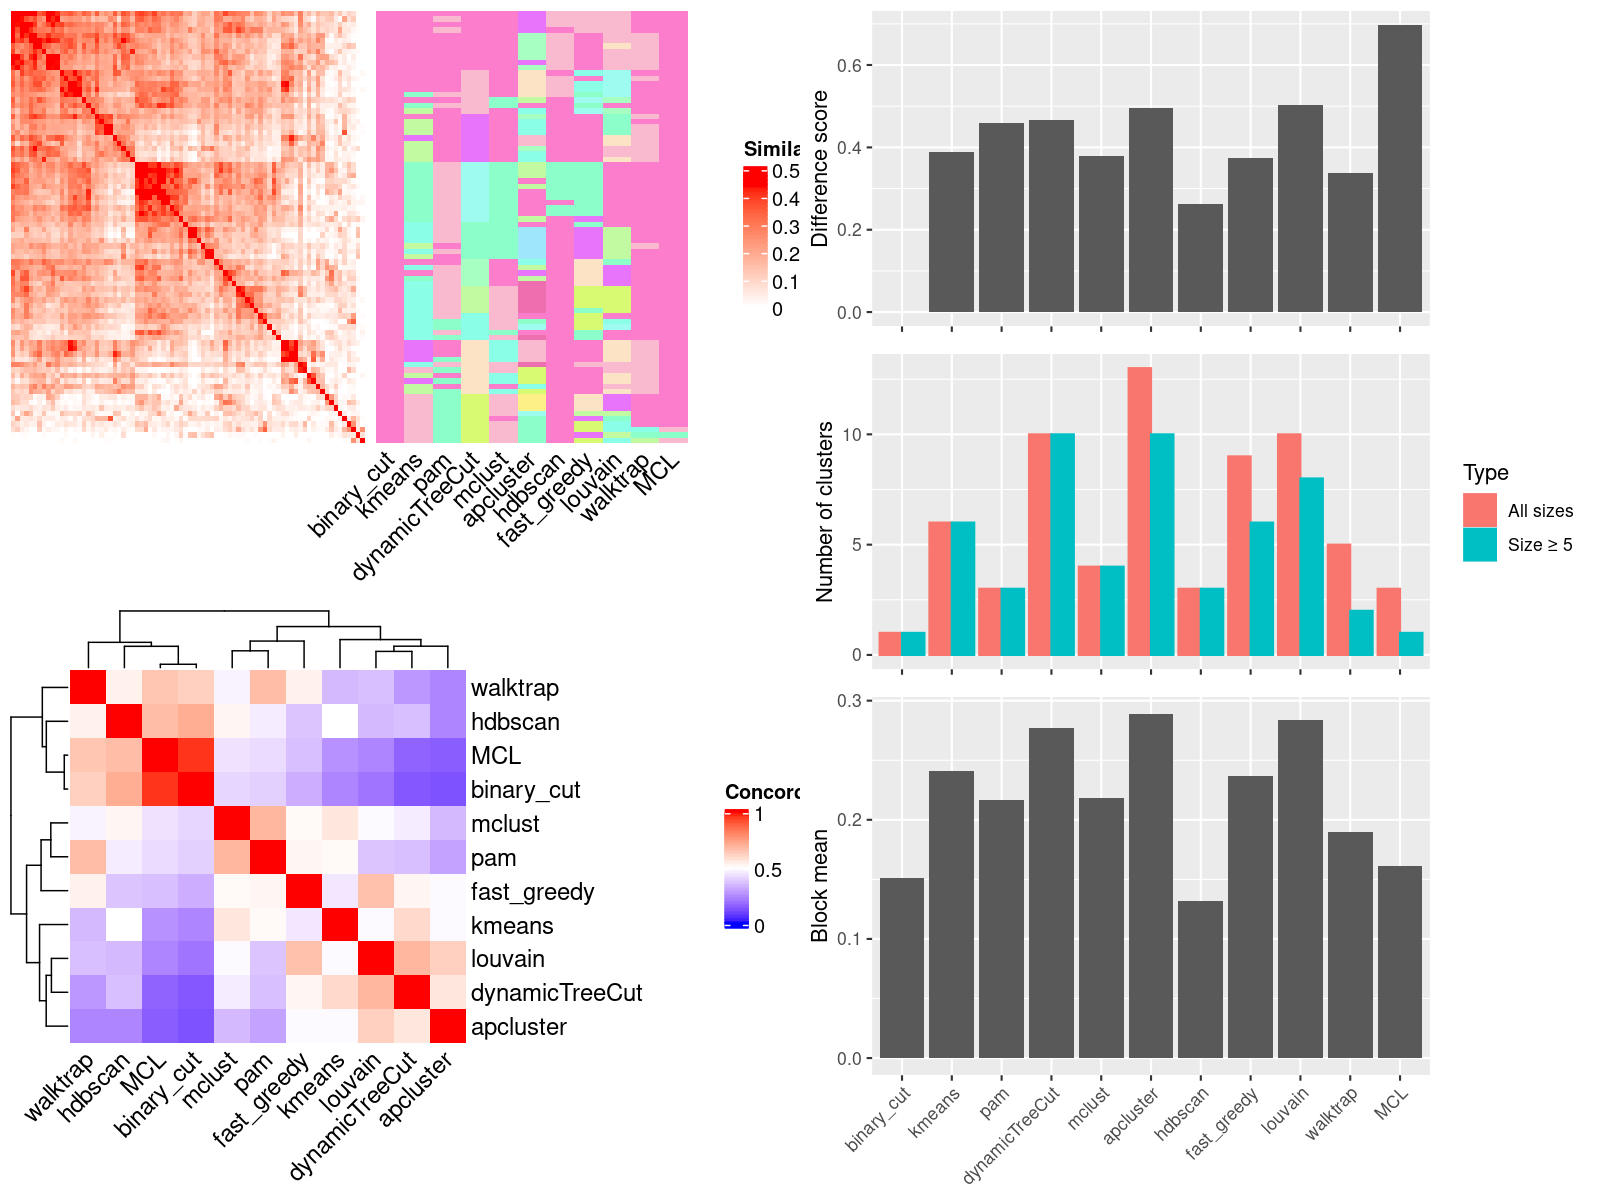 Simila
0.5
0.4
0.3
0.2
0.1
0
binary_cut
kmeans
pam
dynamicTreeCut
mclust
apcluster
hdbscan
fast_greedy
louvain
walktrap
MCL
walktrap
hdbscan
MCL
binary_cut
mclust
pam
fast_greedy
kmeans
louvain
dynamicTreeCut
apcluster
Concord
1
0.5
0
walktrap
hdbscan
MCL
binary_cut
mclust
pam
fast_greedy
kmeans
louvain
dynamicTreeCut
apcluster
Difference score
0.6
0.4
0.2
0.0
Number of clusters
10
5
0
Type
All sizes
Size ≥ 5
Block mean
0.3
0.2
0.1
0.0
binary_cut
kmeans
pam
dynamicTreeCut
mclust
apcluster
hdbscan
fast_greedy
louvain
walktrap
MCL